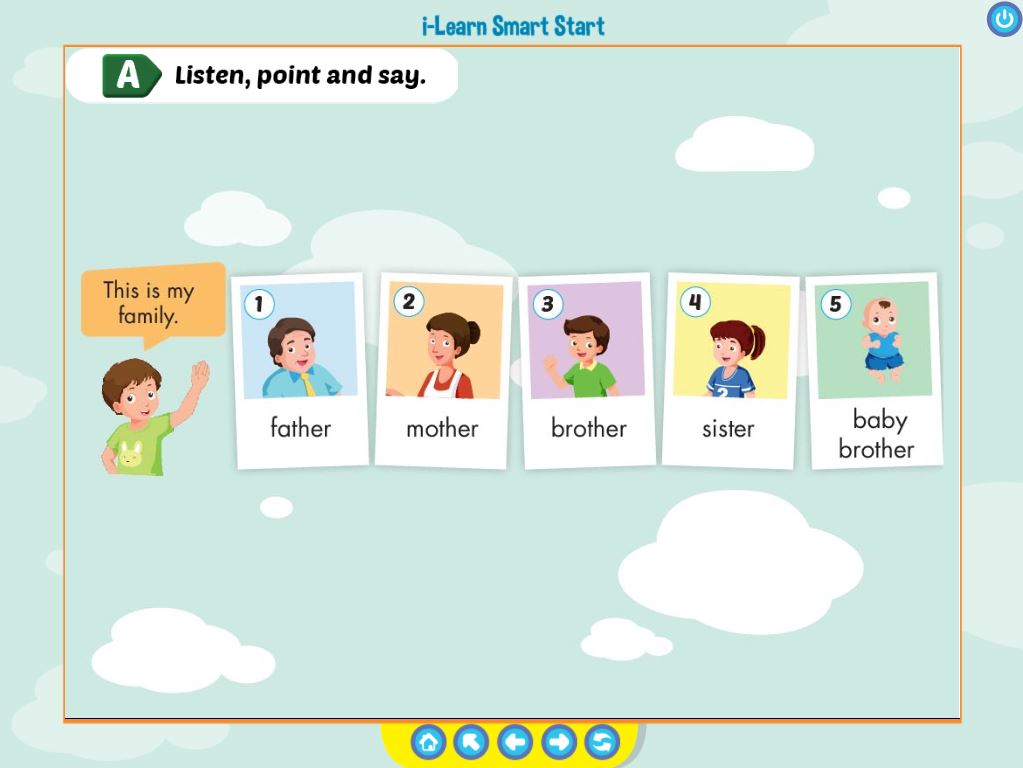 i-Learn Smart Start
A Listen, point and say.
This is my
family.
1
father
2
mother
3
brother
4
2
sister
5
baby
brother